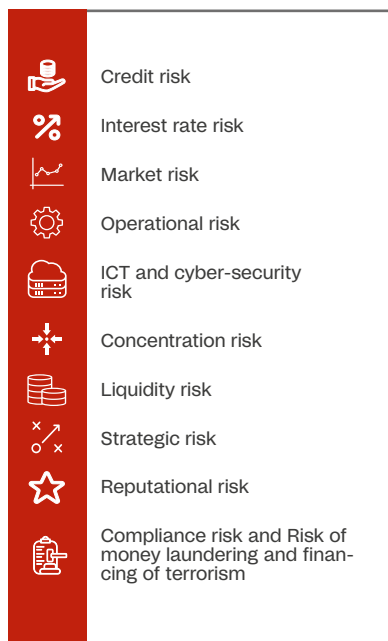 Credit risk
Interest rate risk
Market risk
Operational risk
ICT and cyber-security
risk
Concentration risk
Liquidity risk
Strategic risk
Reputational risk
Compliance risk and Risk of
money laundering and finan-
cing of terrorism